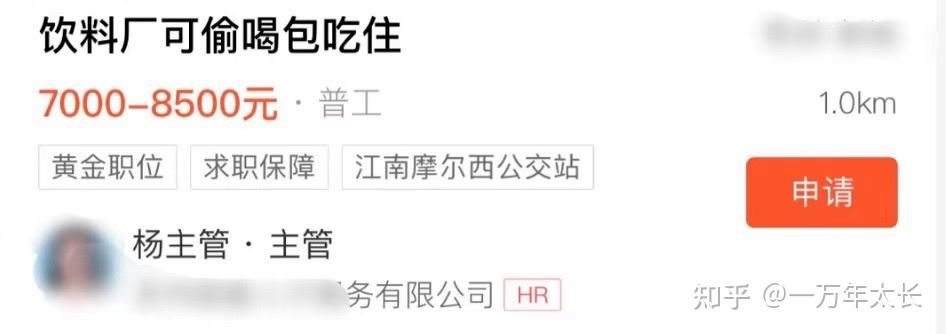 饮料厂可偷喝包吃住
7000-8500元 · 普工
1.0km
黄金职位 求职保障 江南摩尔西公交站
申请
杨主管 · 主管
务有限公司 HR
知乎 @一万年太长